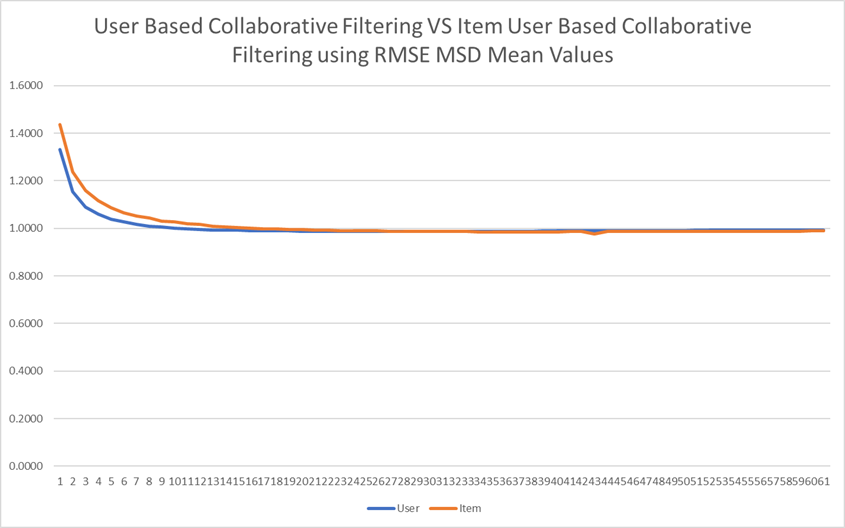 User Based Collaborative Filtering VS Item User Based Collaborative
Filtering using RMSE MSD Mean Values
1.6000
1.4000
1.2000
1.0000
0.8000
0.6000
0.4000
0.2000
0.0000
1 2 3 4 5 6 7 8 9 10111213141516171819202122232425262728293031323334353637383940414243444546474849505152535455565758596061
User Item